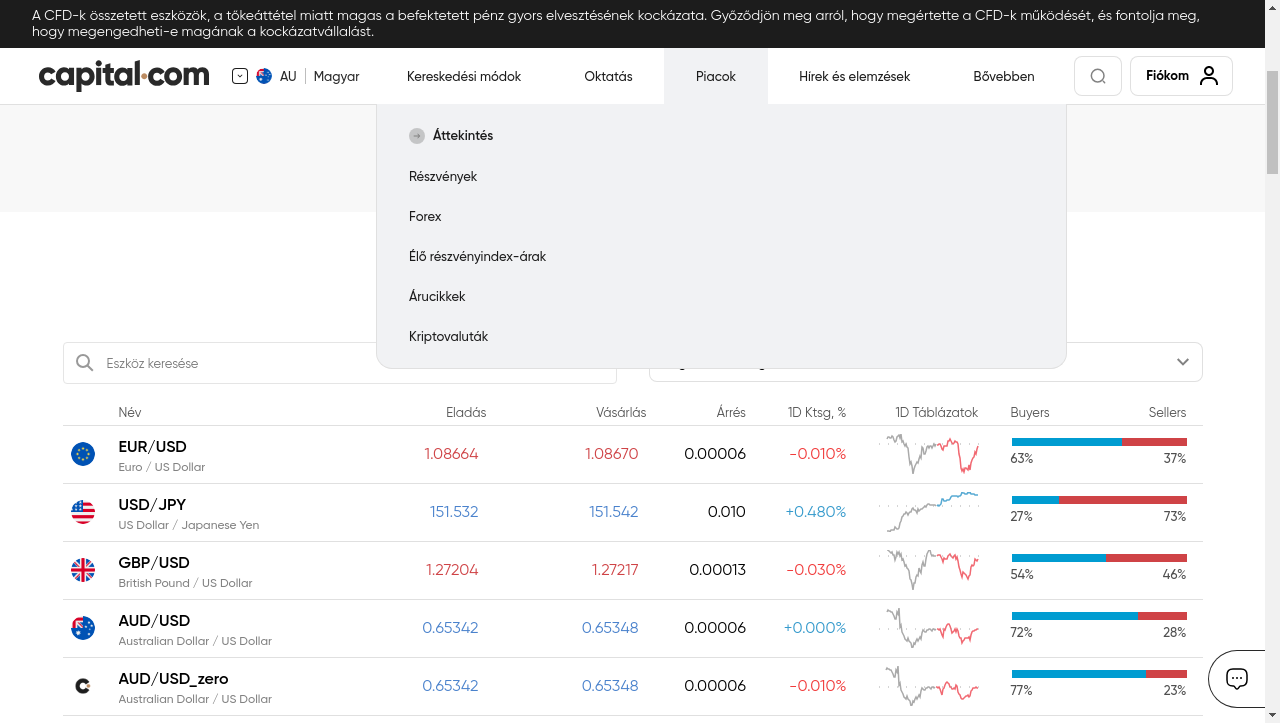 A CFD-k összetett eszközök, a tőkeáttétel miatt magas a befektetett pénz gyors elvesztésének kockázata. Győződjön meg arról, hogy megértette a CFD-k működését, és fontolja meg,
hogy megengedheti-e magának a kockázatvállalást.
capital.com AU Magyar Kereskedési módok Oktatás Piacok Hírek és elemzések Bővebben Fiókom
Áttekintés
Részvények
Forex
Élő részvényindex-árak
Árucikkek
Kriptovaluták
Eszköz keresése
Név Eladás Vásárlás Árrés 1D Ktsg, % 1D Táblázatok Buyers Sellers
EUR/USD 1.08664 1.08670 0.00006 -0.010% 63% 37%
Euro / US Dollar
USD/JPY 151.532 151.542 0.010 +0.480% 27% 73%
US Dollar / Japanese Yen
GBP/USD 1.27204 1.27217 0.00013 -0.030% 54% 46%
British Pound / US Dollar
AUD/USD 0.65342 0.65348 0.00006 +0.000% 72% 28%
Australian Dollar / US Dollar
AUD/USD_zero 0.65342 0.65348 0.00006 -0.010% 77% 23%
Australian Dollar / US Dollar